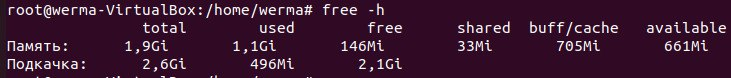 root@werma-VirtualBox:/home/werma# free -h
total used free shared buff/cache available
Память: 1,9Gi 1,1Gi 146Mi 33Mi 705Mi 661Mi
Подкачка: 2,6Gi 496Mi 2,1Gi